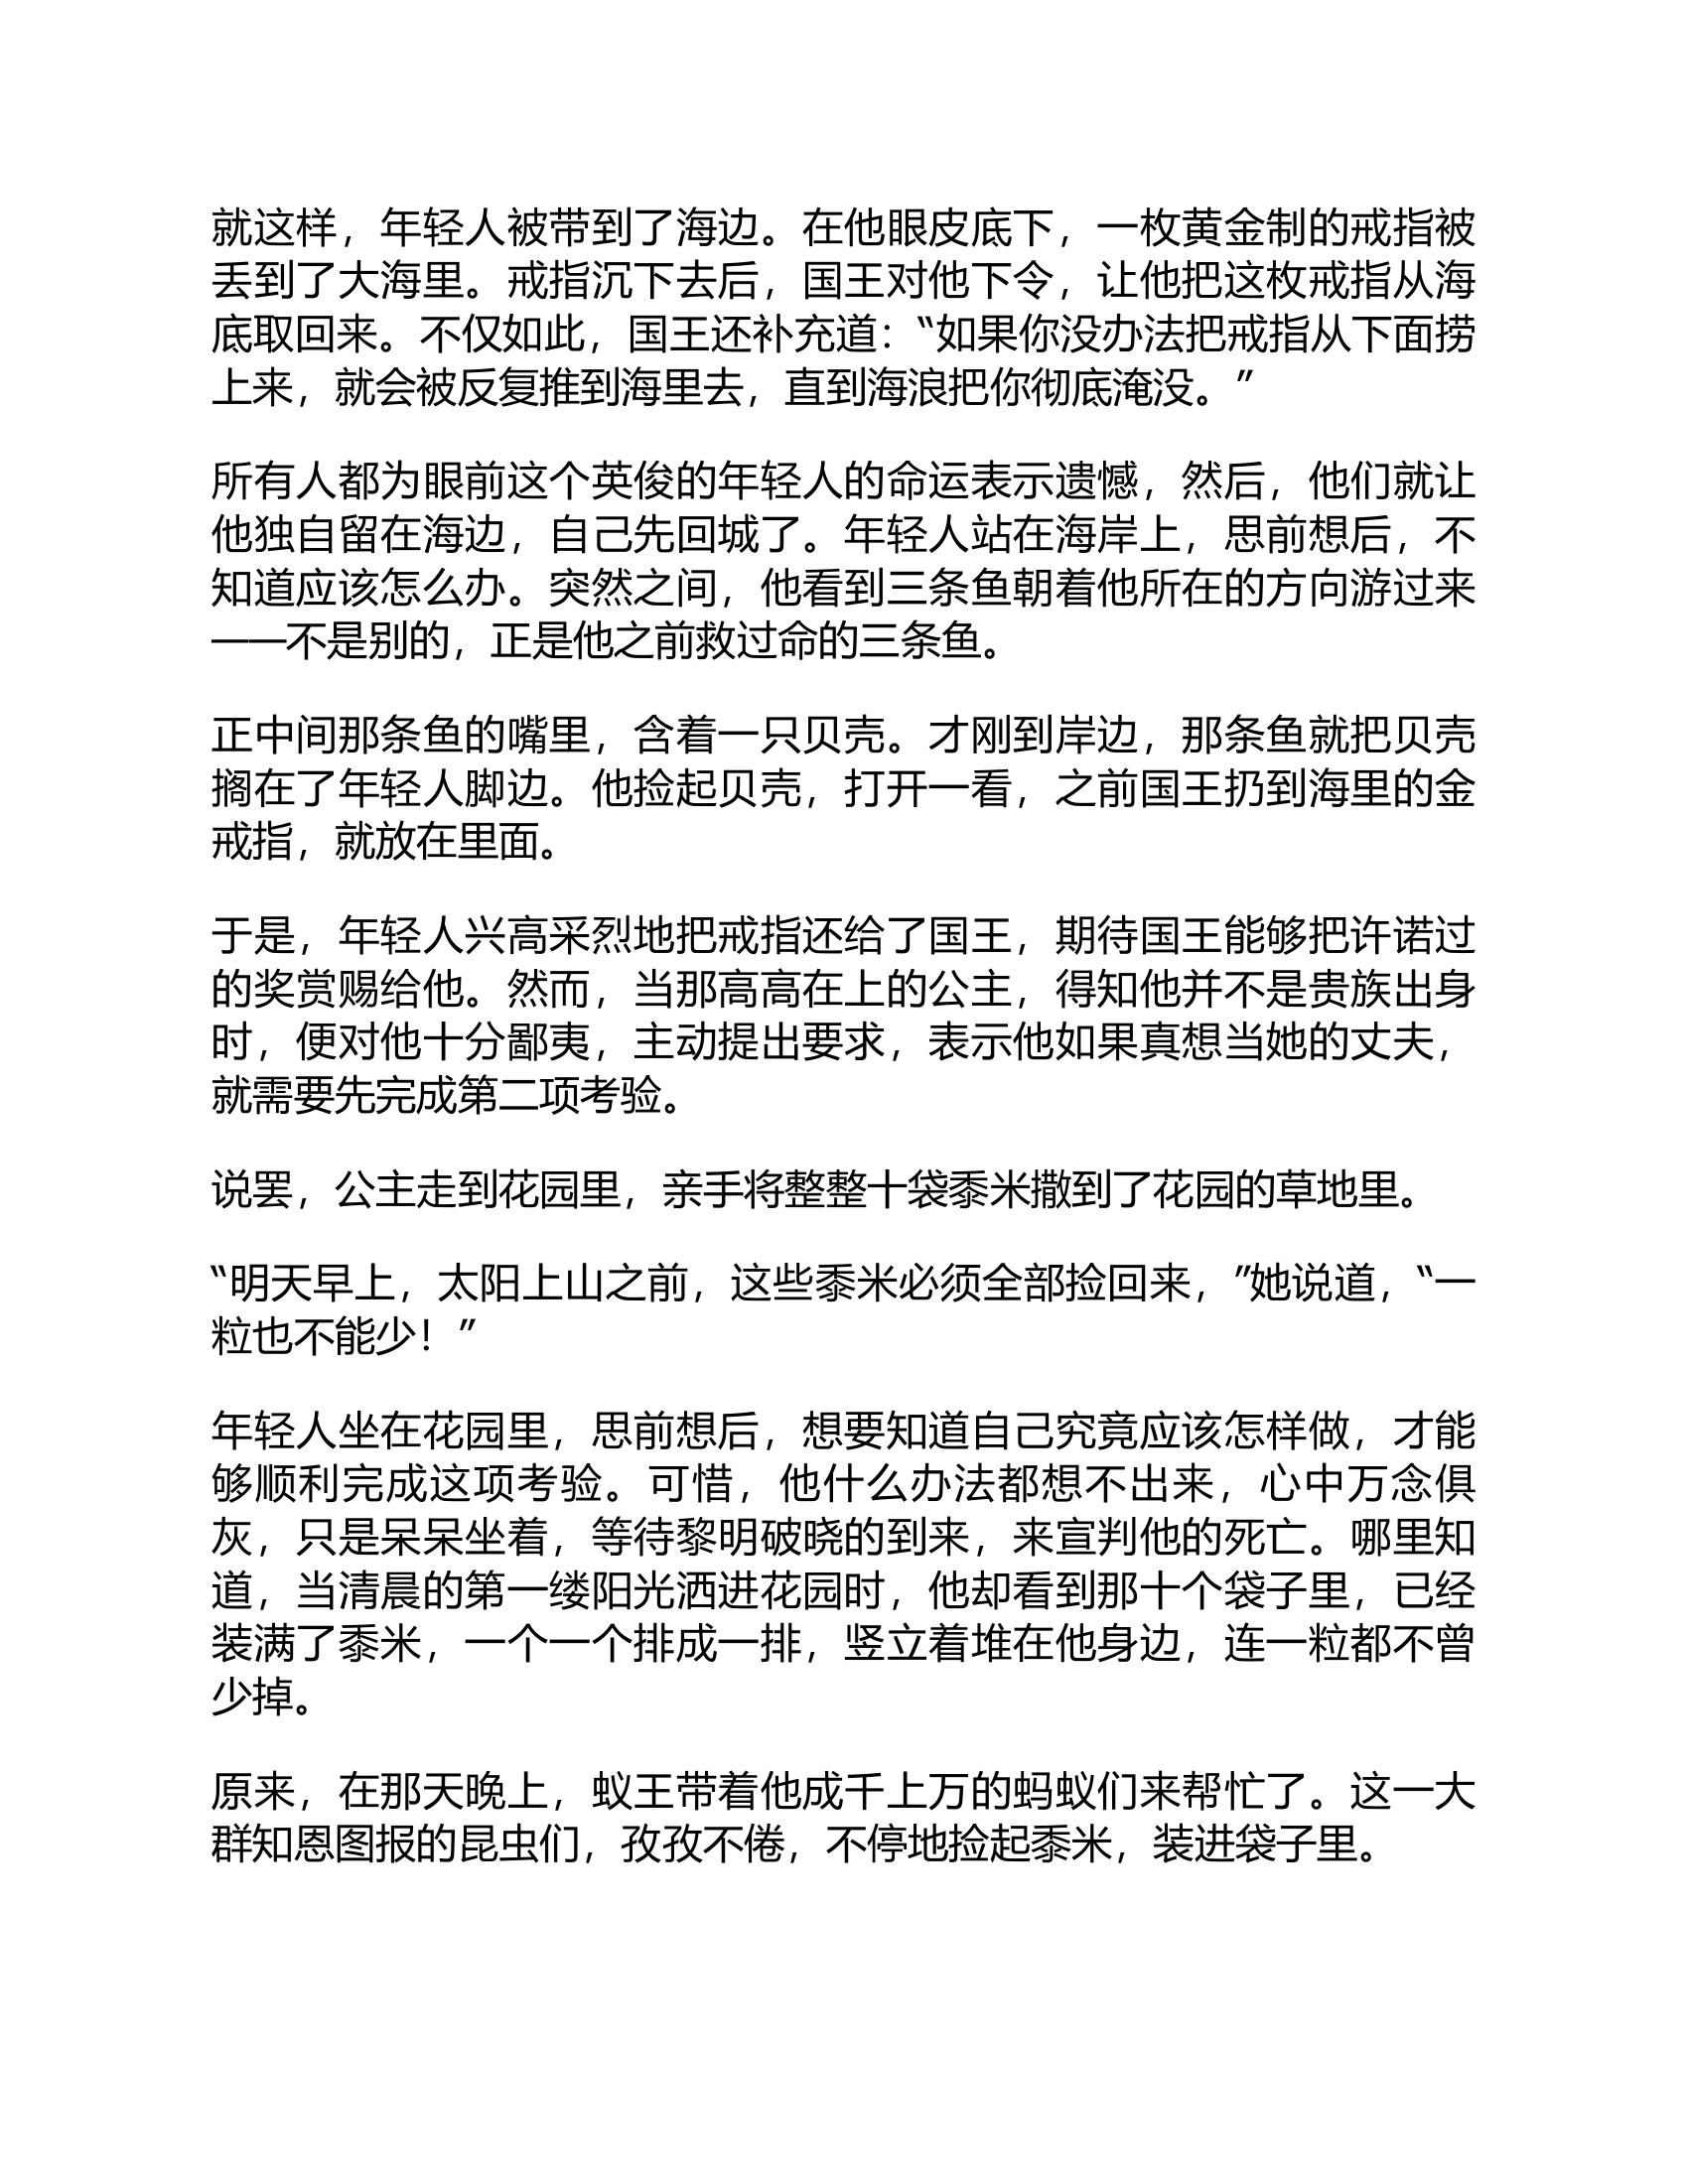 就这样，年轻人被带到了海边。在他眼皮底下，一枚黄金制的戒指被
丢到了大海里。戒指沉下去后，国王对他下令，让他把这枚戒指从海
底取回来。不仅如此，国王还补充道：“如果你没办法把戒指从下面捞
上来，就会被反复推到海里去，直到海浪把你彻底淹没。”
所有人都为眼前这个英俊的年轻人的命运表示遗憾，然后，他们就让
他独自留在海边，自己先回城了。年轻人站在海岸上，思前想后，不
知道应该怎么办。突然之间，他看到三条鱼朝着他所在的方向游过来
——不是别的，正是他之前救过命的三条鱼。
正中间那条鱼的嘴里，含着一只贝壳。才刚到岸边，那条鱼就把贝壳
搁在了年轻人脚边。他捡起贝壳，打开一看，之前国王扔到海里的金
戒指，就放在里面。
于是，年轻人兴高采烈地把戒指还给了国王，期待国王能够把许诺过
的奖赏赐给他。然而，当那高高在上的公主，得知他并不是贵族出身
时，便对他十分鄙夷，主动提出要求，表示他如果真想当她的丈夫，
就需要先完成第二项考验。
说罢，公主走到花园里，亲手将整整十袋黍米撒到了花园的草地里。
“明天早上，太阳上山之前，这些黍米必须全部捡回来，”她说道，“一
粒也不能少！”
年轻人坐在花园里，思前想后，想要知道自己究竟应该怎样做，才能
够顺利完成这项考验。可惜，他什么办法都想不出来，心中万念俱
灰，只是呆呆坐着，等待黎明破晓的到来，来宣判他的死亡。哪里知
道，当清晨的第一缕阳光洒进花园时，他却看到那十个袋子里，已经
装满了黍米，一个一个排成一排，竖立着堆在他身边，连一粒都不曾
少掉。
原来，在那天晚上，蚁王带着他成千上万的蚂蚁们来帮忙了。这一大
群知恩图报的昆虫们，孜孜不倦，不停地捡起黍米，装进袋子里。